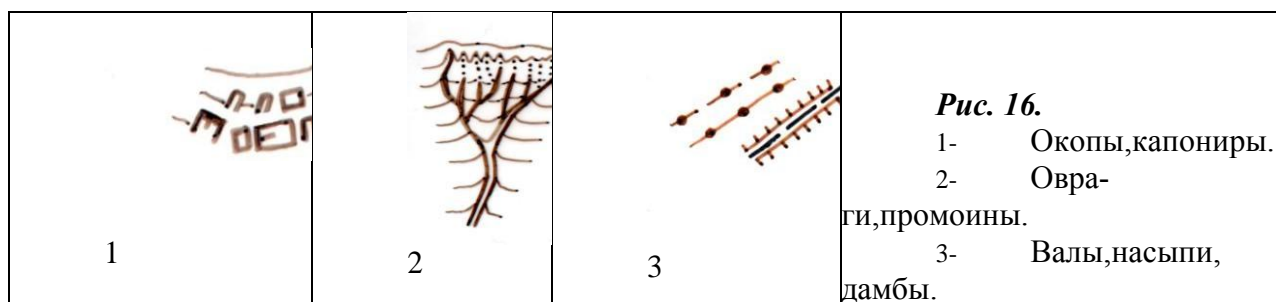 Рис. 16.
1- Окопы,капониры.
2- Овра-
ги,промоины.
3- Валы,насыпи,
дамбы.
1
2
3